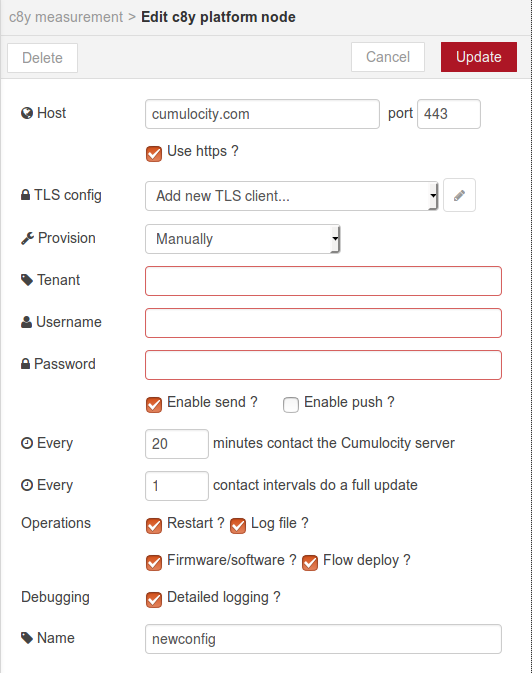 c8y measurement > Edit c8y platform node
Delete Cancel Update
Host cumulocity.com port 443
Use https ?
TLS config Add new TLS client...
Provision Manually
Tenant
Username
Password
Enable send ? Enable push ?
Every 20 minutes contact the Cumulocity server
Every 1 contact intervals do a full update
Operations Restart ? Log file ?
Firmware/software ? Flow deploy ?
Debugging Detailed logging ?
Name newconfig